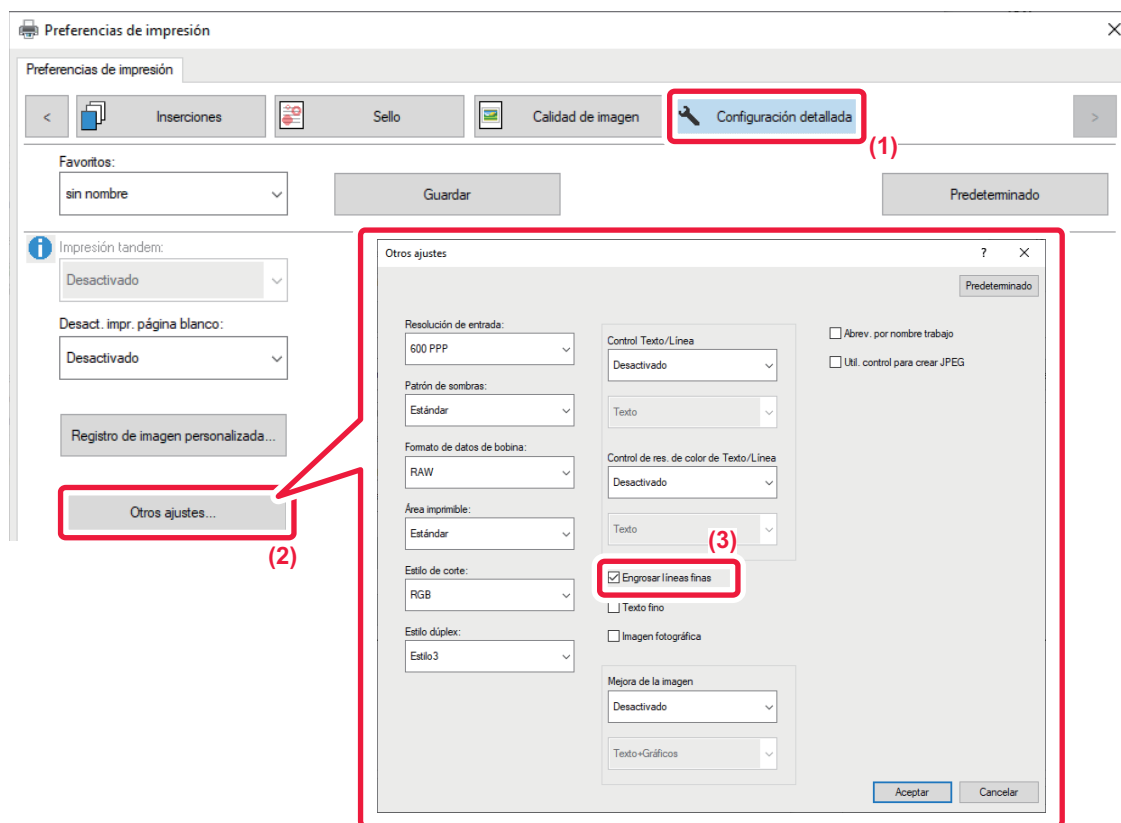 Preferencias de impresión
Preferencias de impresión
< Inserciones Sello Calidad de imagen Configuración detallada >
(1)
Favoritos:
sin nombre Guardar Predeterminado
Impresión tandem:
Desactivado
Desact. impr. página blanco:
Desactivado
Registro de imagen personalizada...
Otros ajustes...
(2)
Otros ajustes ?
Predeterminado
Resolución de entrada:
600 PPP
Patrón de sombras:
Estándar
Formato de datos de bobina:
RAW
Área imprimible:
Estándar
Estilo de corte:
RGB
Estilo dúplex:
Estilo3
Control Texto/Línea
Desactivado
Texto
Control de res. de color de Texto/Línea
Desactivado
Texto
(3)
Engrosar líneas finas
Texto fino
Imagen fotográfica
Mejora de la imagen
Desactivado
Texto+Gráficos
Abrev. por nombre trabajo
Util. control para crear JPEG
Aceptar Cancelar